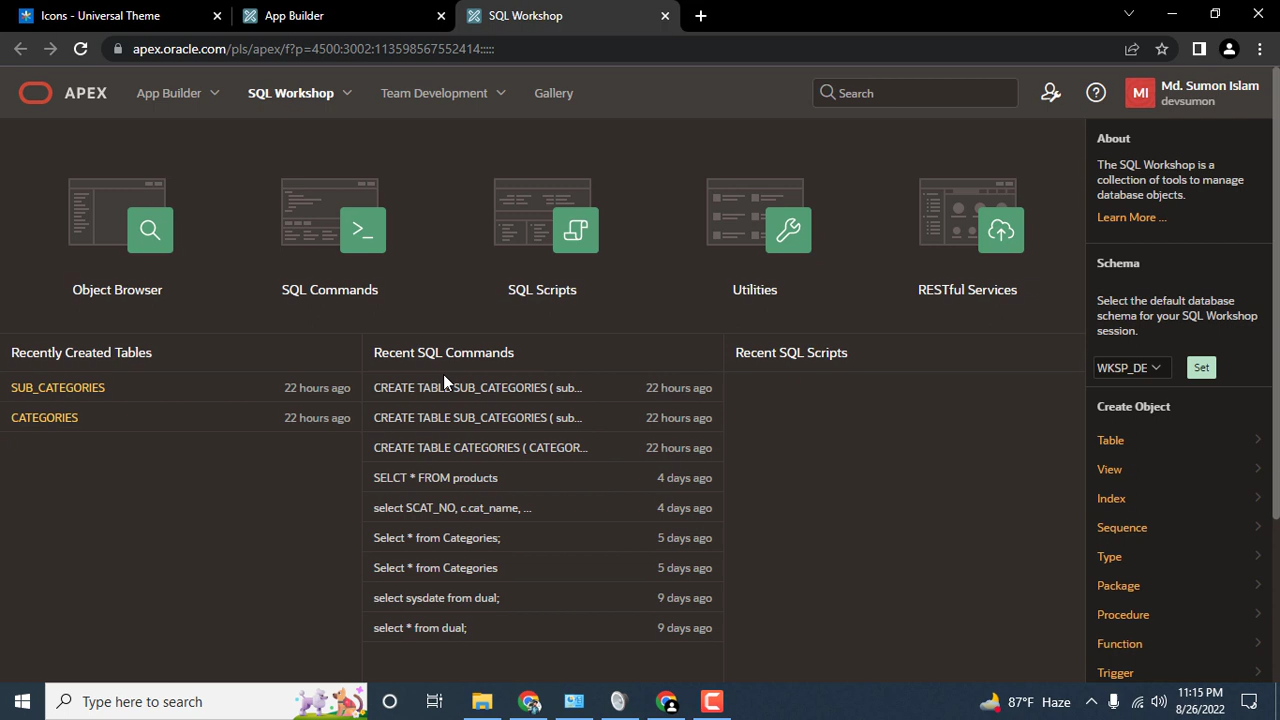 Icons - Universal Theme
App Builder
SQL Workshop
apex.oracle.com/pls/apex/f?p=4500:3002:113598567552414:::::
APEX
App Builder
SQL Workshop
Team Development
Gallery
Search
MI
Md. Sumon Islam
devsumon
Object Browser
SQL Commands
SQL Scripts
Utilities
RESTful Services
Recently Created Tables
SUB_CATEGORIES 22 hours ago
CATEGORIES 22 hours ago
Recent SQL Commands
CREATE TABLE SUB_CATEGORIES ( sub... 22 hours ago
CREATE TABLE SUB_CATEGORIES ( sub... 22 hours ago
CREATE TABLE CATEGORIES ( CATEGOR... 22 hours ago
SELCT * FROM products 4 days ago
select SCAT_NO, c.cat_name, ... 4 days ago
Select * from Categories; 5 days ago
Select * from Categories 5 days ago
select sysdate from dual; 9 days ago
select * from dual; 9 days ago
Recent SQL Scripts
About
The SQL Workshop is a
collection of tools to manage
database objects.
Learn More ...
Schema
Select the default database
schema for your SQL Workshop
session.
WKSP_DE
Set
Create Object
Table
View
Index
Sequence
Type
Package
Procedure
Function
Trigger
Type here to search
87°F Haze
11:15 PM
8/26/2022